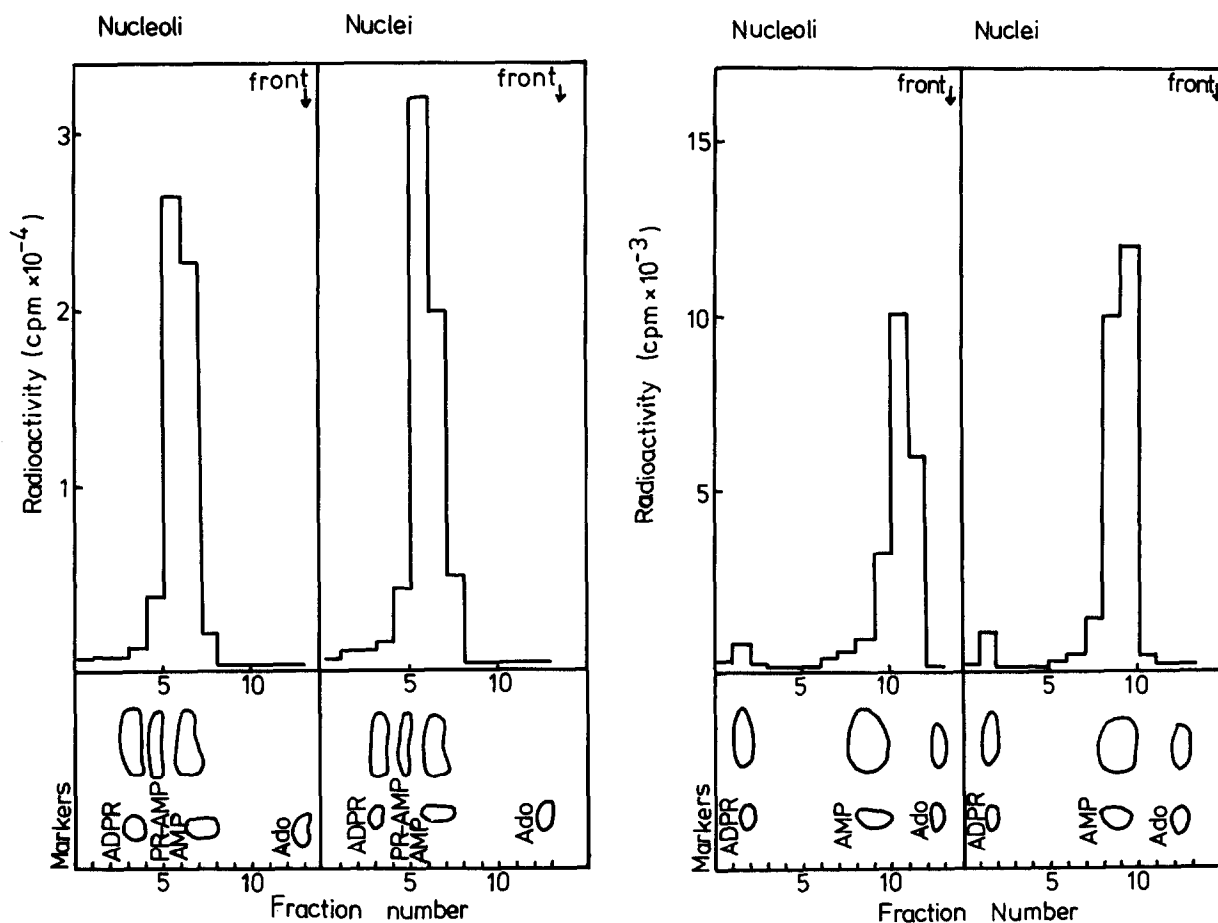 Nucleoli
Nuclei
front
front
3
2
1
Radioactivity (cpm ×10⁻⁴)
5
10
5
10
Markers
ADPR
PR-AMP
AMP
Ado
ADPR
PR-AMP
AMP
Ado
5
10
5
10
Fraction number
Nucleoli
Nuclei
front
front
15
10
5
Radioactivity (cpm × 10⁻³)
5
10
5
10
Markers
ADPR
AMP
Ado
ADPR
AMP
Ado
5
10
5
10
Fraction Number